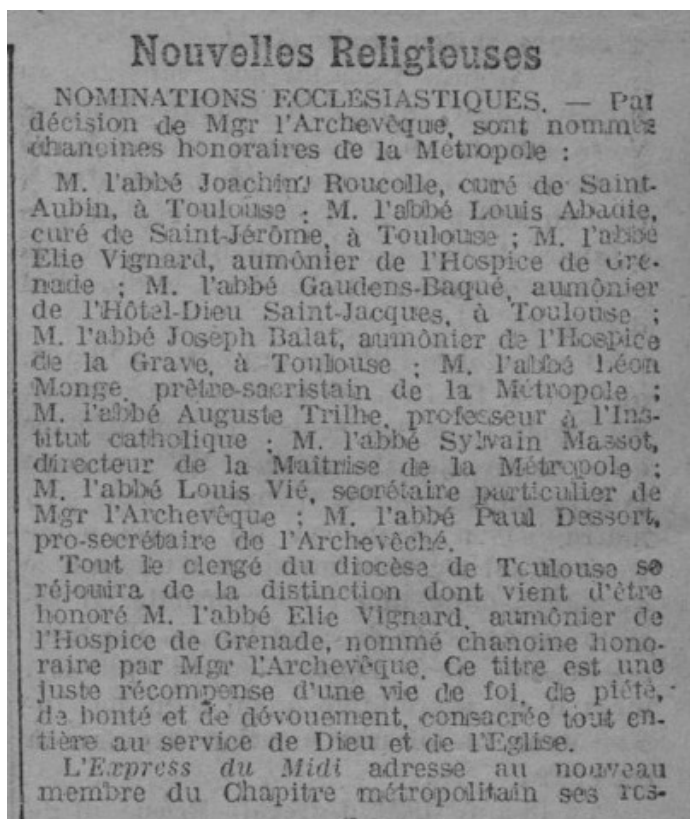 Nouvelles Religieuses
NOMINATIONS ECCLÉSIASTIQUES. — Par
décision de Mgr l'Archevêque, sont nommés
chanoines honoraires de la Métropole :
M. l'abbé Joachim Roucolle, curé de Saint-
Aubin, à Toulouse ; M. l'abbé Louis Abadie,
curé de Saint-Jérôme, à Toulouse ; M. l'abbé
Elie Vignard, aumônier de l'Hospice de Gre-
nade ; M. l'abbé Gaudens-Baqué, aumônier
de l'Hôtel-Dieu Saint-Jacques, à Toulouse ;
M. l'abbé Joseph Balat, aumônier de l'Hospice
de la Grave, à Toulouse ; M. l'abbé Léon
Monge, prêtre-sacristain de la Métropole ;
M. l'abbé Auguste Trilhe, professeur à l'Ins-
titut catholique ; M. l'abbé Sylvain Massot,
directeur de la Maîtrise de la Métropole ;
M. l'abbé Louis Vié, secrétaire particulier de
Mgr l'Archevêque ; M. l'abbé Paul Dessort,
pro-secrétaire de l'Archevêché.
Tout le clergé du diocèse de Toulouse se
réjouira de la distinction dont vient d'être
honoré M. l'abbé Elie Vignard, aumônier de
l'Hospice de Grenade, nommé chanoine hono-
raire par Mgr l'Archevêque. Ce titre est une
juste récompense d'une vie de foi, de piété,
de bonté et de dévouement, consacrée tout en-
tière au service de Dieu et de l'Eglise.
L'Express du Midi adresse au nouveau
membre du Chapitre métropolitain ses res-